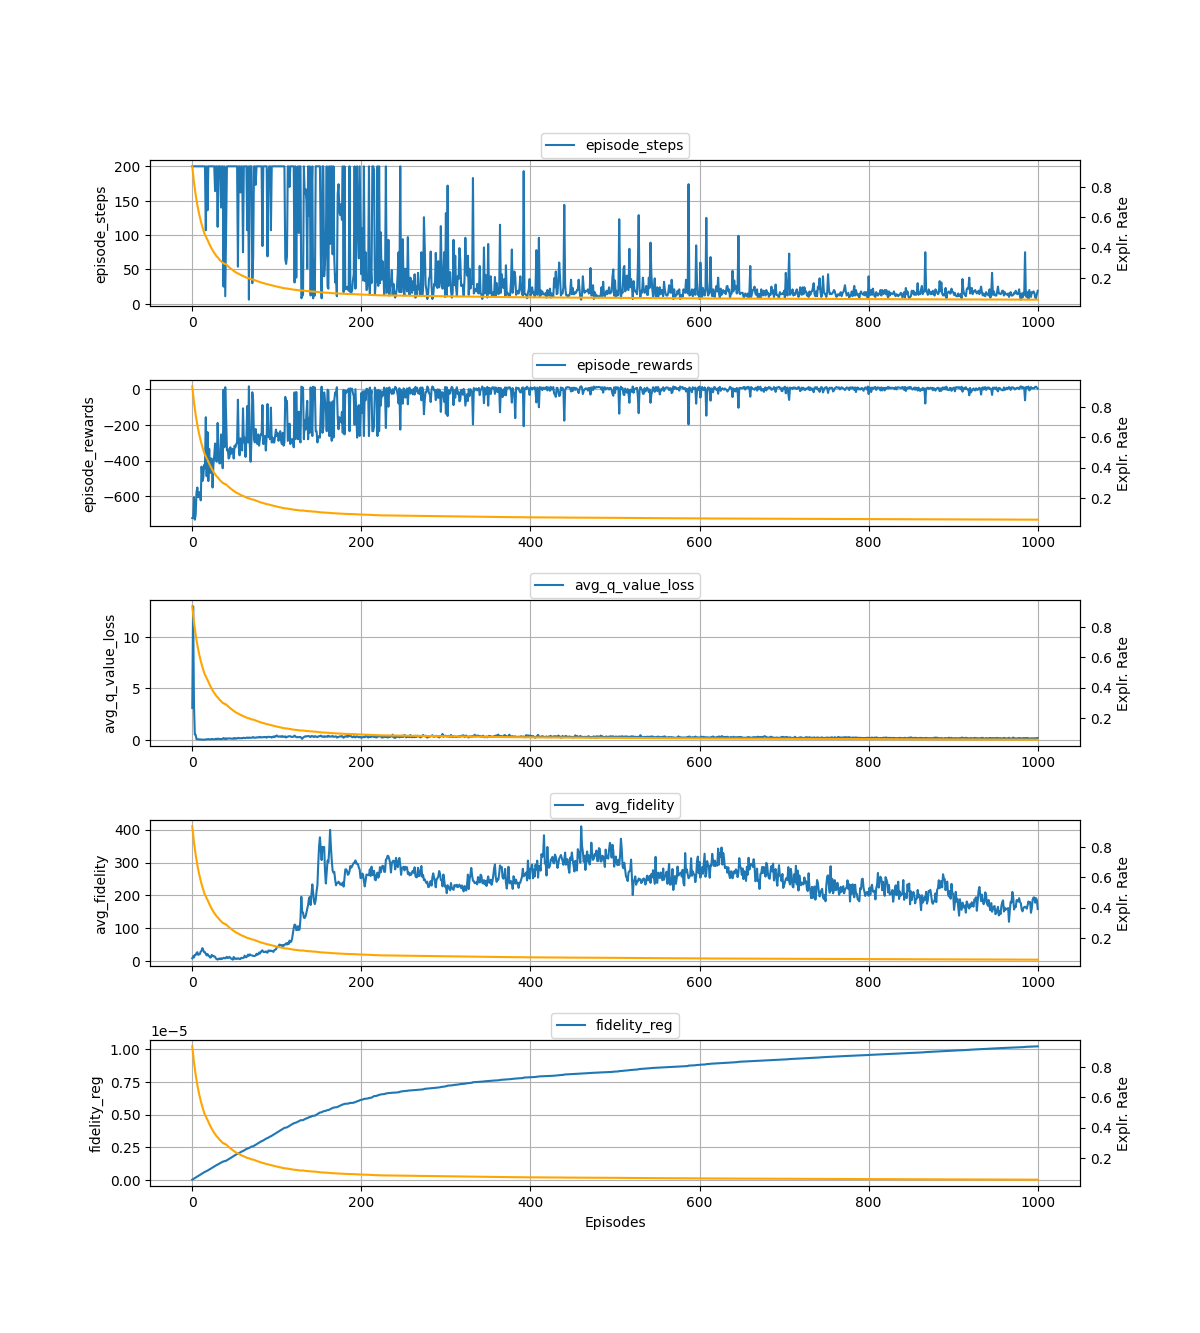 episode_steps
200
150
100
50
0
episode_steps
0.8
0.6
0.4
0.2
Explr. Rate
0 200 400 600 800 1000
episode_rewards
0
−200
−400
−600
episode_rewards
0.8
0.6
0.4
0.2
Explr. Rate
0 200 400 600 800 1000
avg_q_value_loss
10
5
0
avg_q_value_loss
0.8
0.6
0.4
0.2
Explr. Rate
0 200 400 600 800 1000
avg_fidelity
400
300
200
100
0
avg_fidelity
0.8
0.6
0.4
0.2
Explr. Rate
0 200 400 600 800 1000
fidelity_reg
1e−5
1.00
0.75
0.50
0.25
0.00
fidelity_reg
0.8
0.6
0.4
0.2
Explr. Rate
0 200 400 600 800 1000
Episodes